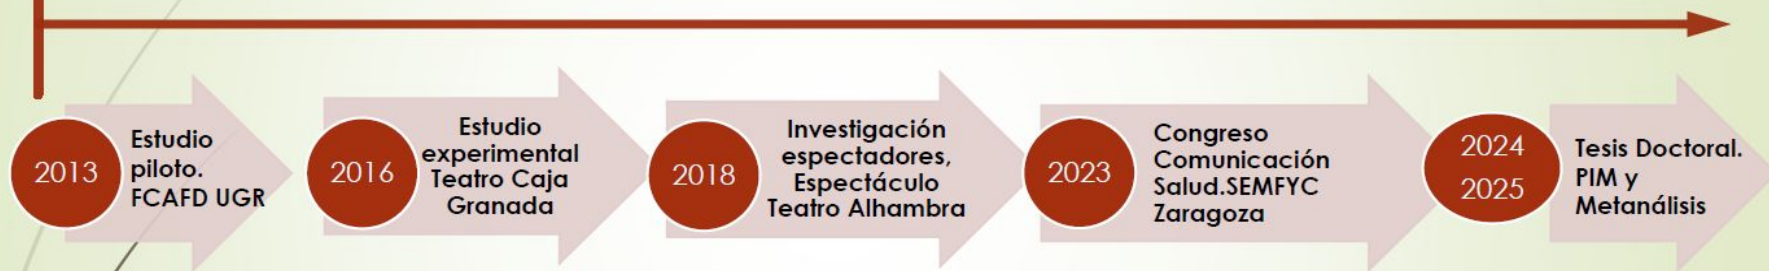 2013
Estudio
piloto.
FCAFD UGR
2016
Estudio
experimental
Teatro Caja
Granada
2018
Investigación
espectadores,
Espectáculo
Teatro Alhambra
2023
Congreso
Comunicación
Salud.SEMFYC
Zaragoza
2024
2025
Tesis Doctoral.
PIM y
Metanálisis